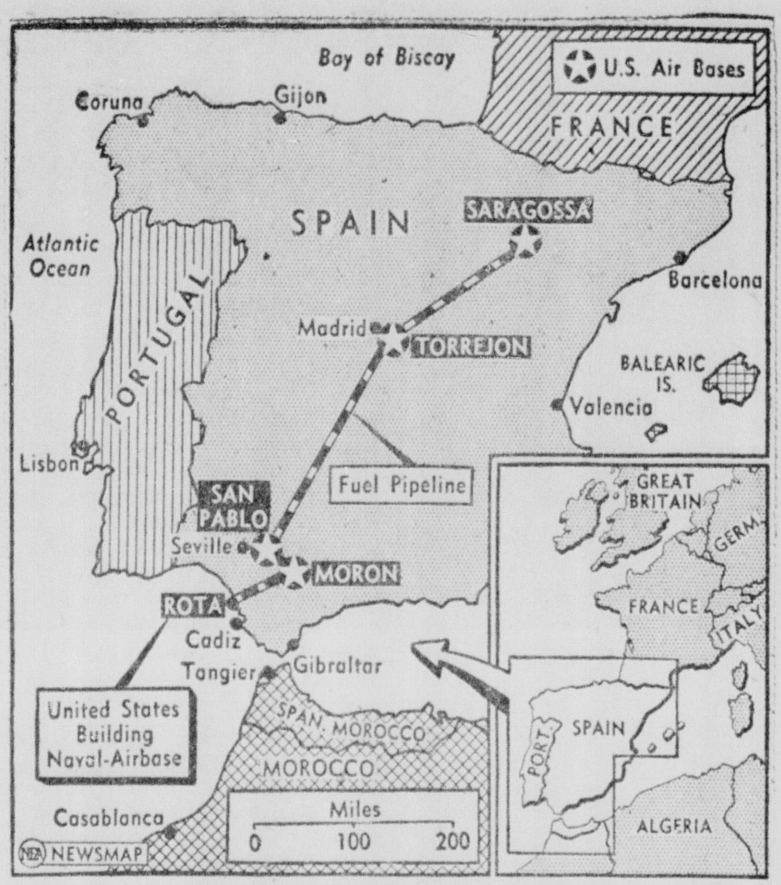 Bay of Biscay
U.S. Air Bases
Coruna
Gijon
FRANCE
SPAIN
SARAGOSSA
Atlantic
Ocean
Barcelona
PORTUGAL
Madrid
TORREJON
BALEARIC
IS.
Valencia
Lisbon
Fuel Pipeline
SAN
PABLO
Seville
MORON
ROTA
Cadiz
Gibraltar
Tangier
United States
Building
Naval-Airbase
SPAN. MOROCCO
MOROCCO
Casablanca
Miles
0 100 200
NEA NEWSMAP
GREAT
BRITAIN
GERM.
FRANCE
ITALY
SPAIN
PORT.
ALGERIA